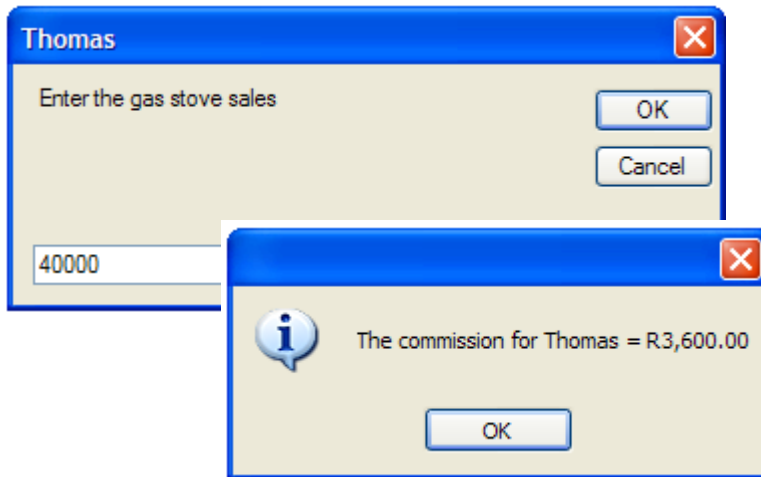 Thomas
Enter the gas stove sales
OK
Cancel
40000
The commission for Thomas = R3,600.00
OK